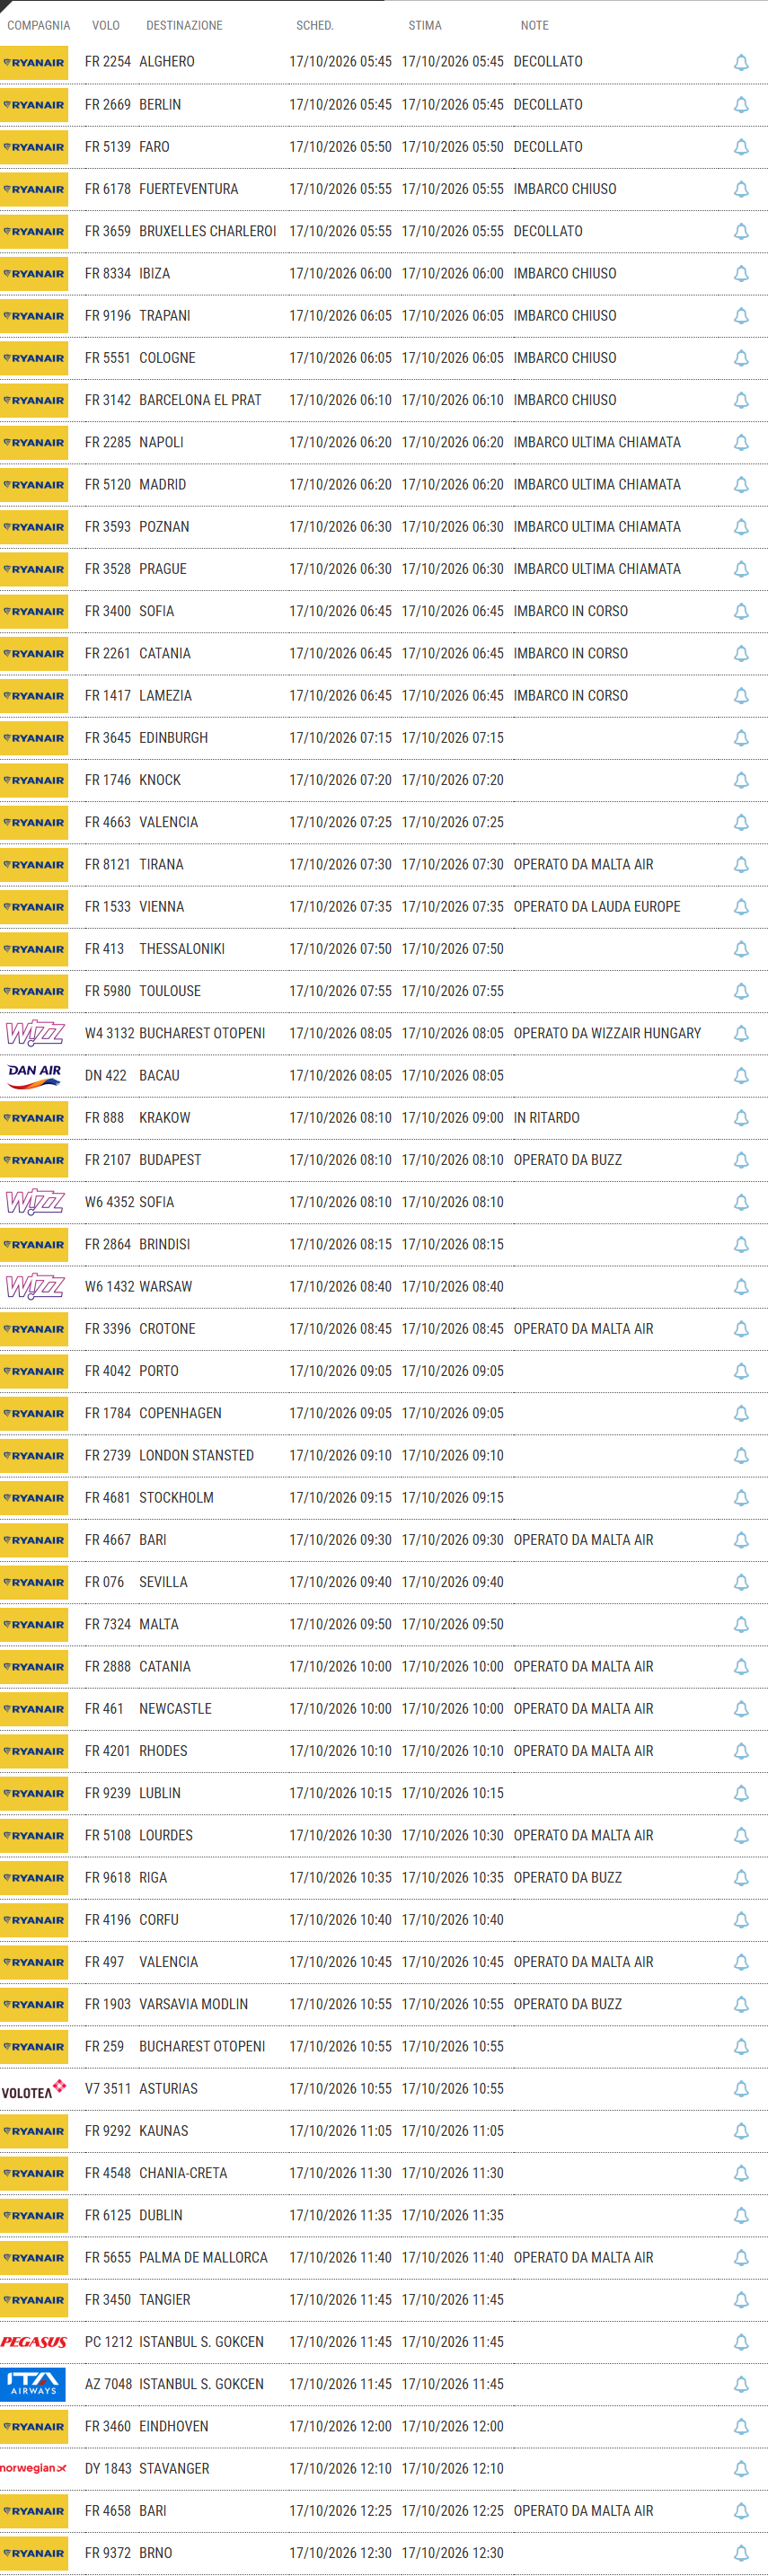 COMPAGNIA VOLO DESTINAZIONE SCHED. STIMA NOTE
RYANAIR FR 2254 ALGHERO 17/10/2026 05:45 17/10/2026 05:45 DECOLLATO
RYANAIR FR 2669 BERLIN 17/10/2026 05:45 17/10/2026 05:45 DECOLLATO
RYANAIR FR 5139 FARO 17/10/2026 05:50 17/10/2026 05:50 DECOLLATO
RYANAIR FR 6178 FUERTEVENTURA 17/10/2026 05:55 17/10/2026 05:55 IMBARCO CHIUSO
RYANAIR FR 3659 BRUXELLES CHARLEROI 17/10/2026 05:55 17/10/2026 05:55 DECOLLATO
RYANAIR FR 8334 IBIZA 17/10/2026 06:00 17/10/2026 06:00 IMBARCO CHIUSO
RYANAIR FR 9196 TRAPANI 17/10/2026 06:05 17/10/2026 06:05 IMBARCO CHIUSO
RYANAIR FR 5551 COLOGNE 17/10/2026 06:05 17/10/2026 06:05 IMBARCO CHIUSO
RYANAIR FR 3142 BARCELONA EL PRAT 17/10/2026 06:10 17/10/2026 06:10 IMBARCO CHIUSO
RYANAIR FR 2285 NAPOLI 17/10/2026 06:20 17/10/2026 06:20 IMBARCO ULTIMA CHIAMATA
RYANAIR FR 5120 MADRID 17/10/2026 06:20 17/10/2026 06:20 IMBARCO ULTIMA CHIAMATA
RYANAIR FR 3593 POZNAN 17/10/2026 06:30 17/10/2026 06:30 IMBARCO ULTIMA CHIAMATA
RYANAIR FR 3528 PRAGUE 17/10/2026 06:30 17/10/2026 06:30 IMBARCO ULTIMA CHIAMATA
RYANAIR FR 3400 SOFIA 17/10/2026 06:45 17/10/2026 06:45 IMBARCO IN CORSO
RYANAIR FR 2261 CATANIA 17/10/2026 06:45 17/10/2026 06:45 IMBARCO IN CORSO
RYANAIR FR 1417 LAMEZIA 17/10/2026 06:45 17/10/2026 06:45 IMBARCO IN CORSO
RYANAIR FR 3645 EDINBURGH 17/10/2026 07:15 17/10/2026 07:15
RYANAIR FR 1746 KNOCK 17/10/2026 07:20 17/10/2026 07:20
RYANAIR FR 4663 VALENCIA 17/10/2026 07:25 17/10/2026 07:25
RYANAIR FR 8121 TIRANA 17/10/2026 07:30 17/10/2026 07:30 OPERATO DA MALTA AIR
RYANAIR FR 1533 VIENNA 17/10/2026 07:35 17/10/2026 07:35 OPERATO DA LAUDA EUROPE
RYANAIR FR 413 THESSALONIKI 17/10/2026 07:50 17/10/2026 07:50
RYANAIR FR 5980 TOULOUSE 17/10/2026 07:55 17/10/2026 07:55
WIZZ W4 3132 BUCHAREST OTOPENI 17/10/2026 08:05 17/10/2026 08:05 OPERATO DA WIZZAIR HUNGARY
DAN AIR DN 422 BACAU 17/10/2026 08:05 17/10/2026 08:05
RYANAIR FR 888 KRAKOW 17/10/2026 08:10 17/10/2026 09:00 IN RITARDO
RYANAIR FR 2107 BUDAPEST 17/10/2026 08:10 17/10/2026 08:10 OPERATO DA BUZZ
WIZZ W6 4352 SOFIA 17/10/2026 08:10 17/10/2026 08:10
RYANAIR FR 2864 BRINDISI 17/10/2026 08:15 17/10/2026 08:15
WIZZ W6 1432 WARSAW 17/10/2026 08:40 17/10/2026 08:40
RYANAIR FR 3396 CROTONE 17/10/2026 08:45 17/10/2026 08:45 OPERATO DA MALTA AIR
RYANAIR FR 4042 PORTO 17/10/2026 09:05 17/10/2026 09:05
RYANAIR FR 1784 COPENHAGEN 17/10/2026 09:05 17/10/2026 09:05
RYANAIR FR 2739 LONDON STANSTED 17/10/2026 09:10 17/10/2026 09:10
RYANAIR FR 4681 STOCKHOLM 17/10/2026 09:15 17/10/2026 09:15
RYANAIR FR 4667 BARI 17/10/2026 09:30 17/10/2026 09:30 OPERATO DA MALTA AIR
RYANAIR FR 076 SEVILLA 17/10/2026 09:40 17/10/2026 09:40
RYANAIR FR 7324 MALTA 17/10/2026 09:50 17/10/2026 09:50
RYANAIR FR 2888 CATANIA 17/10/2026 10:00 17/10/2026 10:00 OPERATO DA MALTA AIR
RYANAIR FR 461 NEWCASTLE 17/10/2026 10:00 17/10/2026 10:00 OPERATO DA MALTA AIR
RYANAIR FR 4201 RHODES 17/10/2026 10:10 17/10/2026 10:10 OPERATO DA MALTA AIR
RYANAIR FR 9239 LUBLIN 17/10/2026 10:15 17/10/2026 10:15
RYANAIR FR 5108 LOURDES 17/10/2026 10:30 17/10/2026 10:30 OPERATO DA MALTA AIR
RYANAIR FR 9618 RIGA 17/10/2026 10:35 17/10/2026 10:35 OPERATO DA BUZZ
RYANAIR FR 4196 CORFU 17/10/2026 10:40 17/10/2026 10:40
RYANAIR FR 497 VALENCIA 17/10/2026 10:45 17/10/2026 10:45 OPERATO DA MALTA AIR
RYANAIR FR 1903 VARSAVIA MODLIN 17/10/2026 10:55 17/10/2026 10:55 OPERATO DA BUZZ
RYANAIR FR 259 BUCHAREST OTOPENI 17/10/2026 10:55 17/10/2026 10:55
VOLOTEA V7 3511 ASTURIAS 17/10/2026 10:55 17/10/2026 10:55
RYANAIR FR 9292 KAUNAS 17/10/2026 11:05 17/10/2026 11:05
RYANAIR FR 4548 CHANIA-CRETA 17/10/2026 11:30 17/10/2026 11:30
RYANAIR FR 6125 DUBLIN 17/10/2026 11:35 17/10/2026 11:35
RYANAIR FR 5655 PALMA DE MALLORCA 17/10/2026 11:40 17/10/2026 11:40 OPERATO DA MALTA AIR
RYANAIR FR 3450 TANGIER 17/10/2026 11:45 17/10/2026 11:45
PEGASUS PC 1212 ISTANBUL S. GOKCEN 17/10/2026 11:45 17/10/2026 11:45
ITA AIRWAYS AZ 7048 ISTANBUL S. GOKCEN 17/10/2026 11:45 17/10/2026 11:45
RYANAIR FR 3460 EINDHOVEN 17/10/2026 12:00 17/10/2026 12:00
norwegian DY 1843 STAVANGER 17/10/2026 12:10 17/10/2026 12:10
RYANAIR FR 4658 BARI 17/10/2026 12:25 17/10/2026 12:25 OPERATO DA MALTA AIR
RYANAIR FR 9372 BRNO 17/10/2026 12:30 17/10/2026 12:30